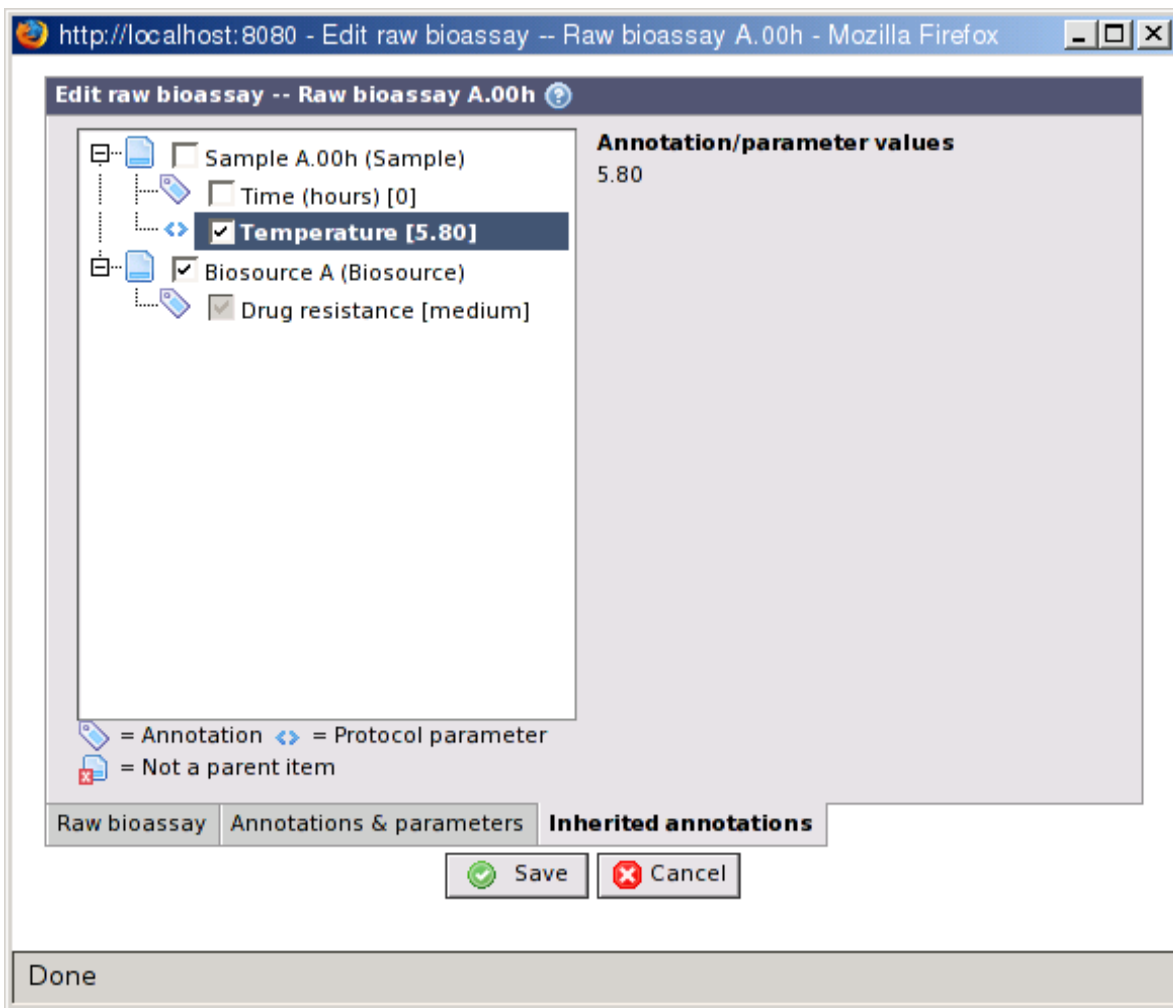 http://localhost:8080 - Edit raw bioassay -- Raw bioassay A.00h - Mozilla Firefox
Edit raw bioassay -- Raw bioassay A.00h
Sample A.00h (Sample)
Time (hours) [0]
Temperature [5.80]
Biosource A (Biosource)
Drug resistance [medium]
Annotation/parameter values
5.80
= Annotation <> = Protocol parameter
= Not a parent item
Raw bioassay Annotations & parameters Inherited annotations
Save Cancel
Done